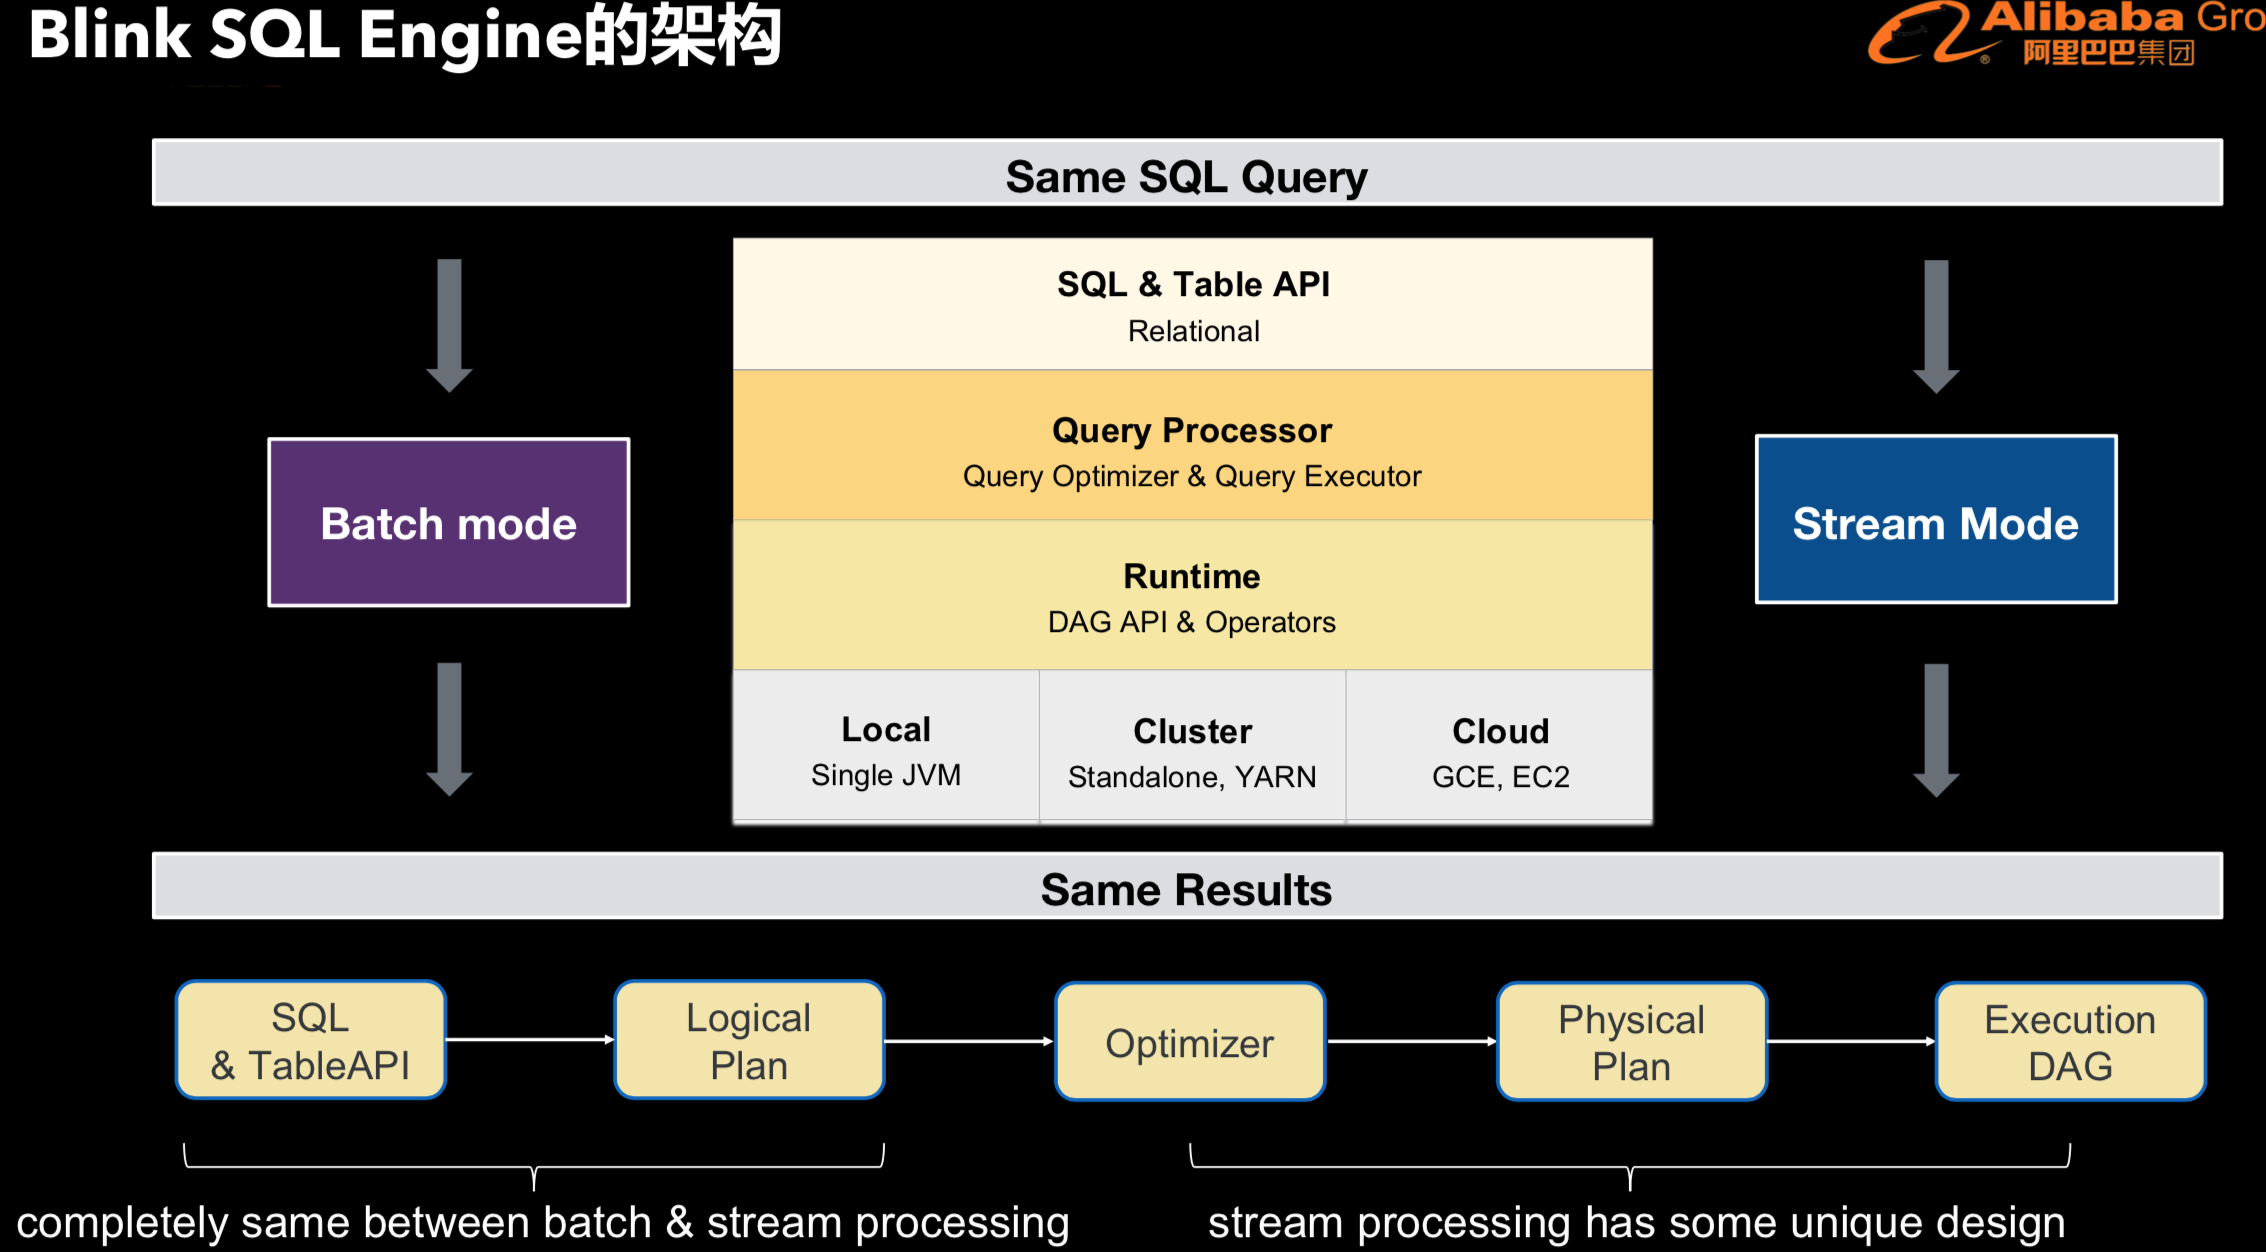 Blink SQL Engine的架构
Alibaba Gro
阿里巴巴集团
Same SQL Query
SQL & Table API
Relational
Query Processor
Query Optimizer & Query Executor
Batch mode
Stream Mode
Runtime
DAG API & Operators
Local
Cluster
Cloud
Single JVM
Standalone, YARN
GCE, EC2
Same Results
SQL
& TableAPI
Logical
Plan
Optimizer
Physical
Plan
Execution
DAG
completely same between batch & stream processing
stream processing has some unique design